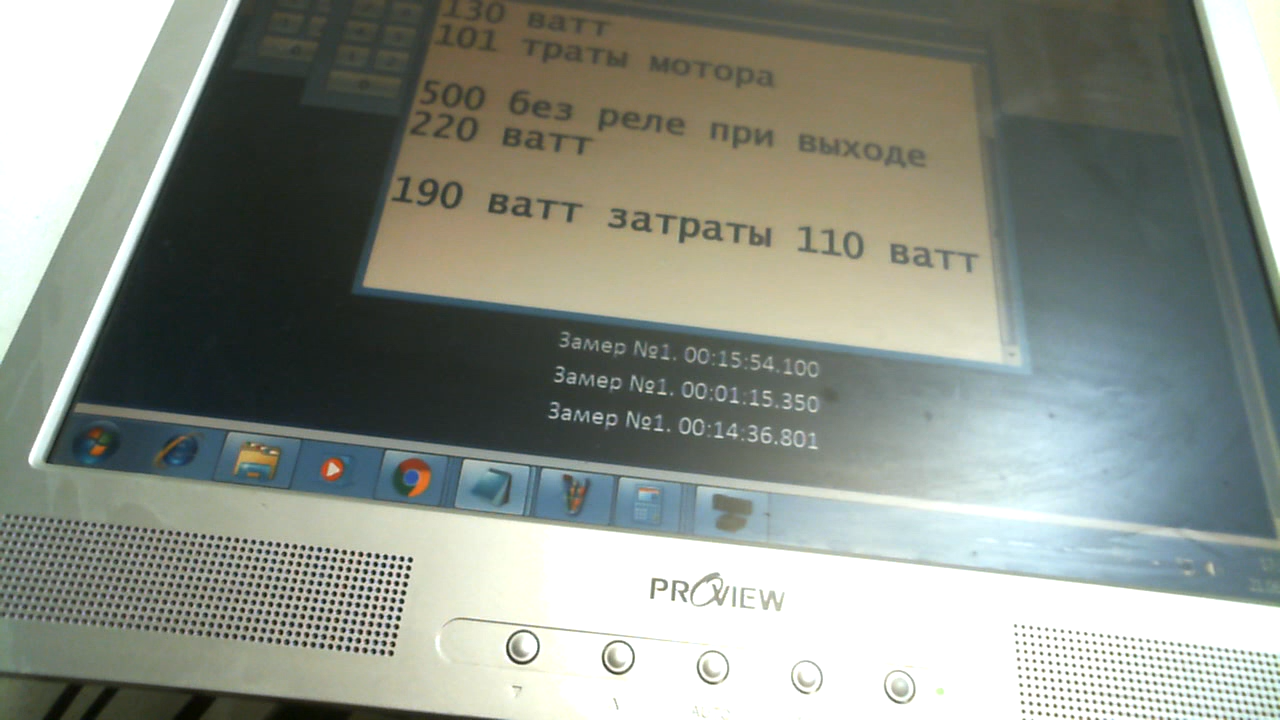 130 ватт
101 траты мотора
500 без реле при выходе
220 ватт
190 ватт затраты 110 ватт
Замер №1. 00:15:54.100
Замер №1. 00:01:15.350
Замер №1. 00:14:36.801
PROVIEW